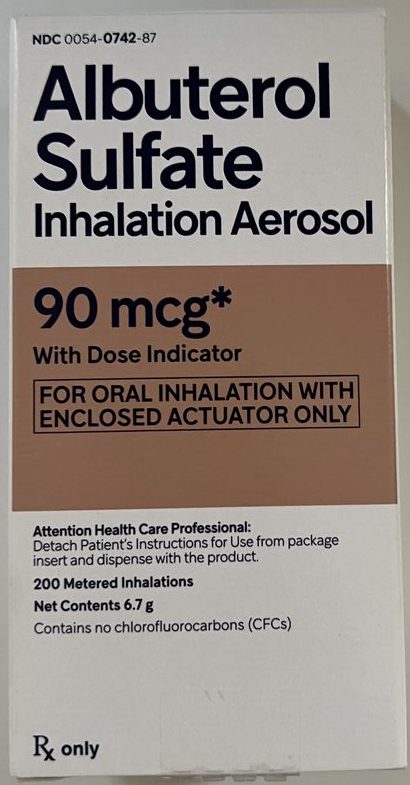 NDC 0054-0742-87
Albuterol
Sulfate
Inhalation Aerosol
90 mcg*
With Dose Indicator
FOR ORAL INHALATION WITH
ENCLOSED ACTUATOR ONLY
Attention Health Care Professional:
Detach Patient's Instructions for Use from package
insert and dispense with the product.
200 Metered Inhalations
Net Contents 6.7 g
Contains no chlorofluorocarbons (CFCs)
Rx only